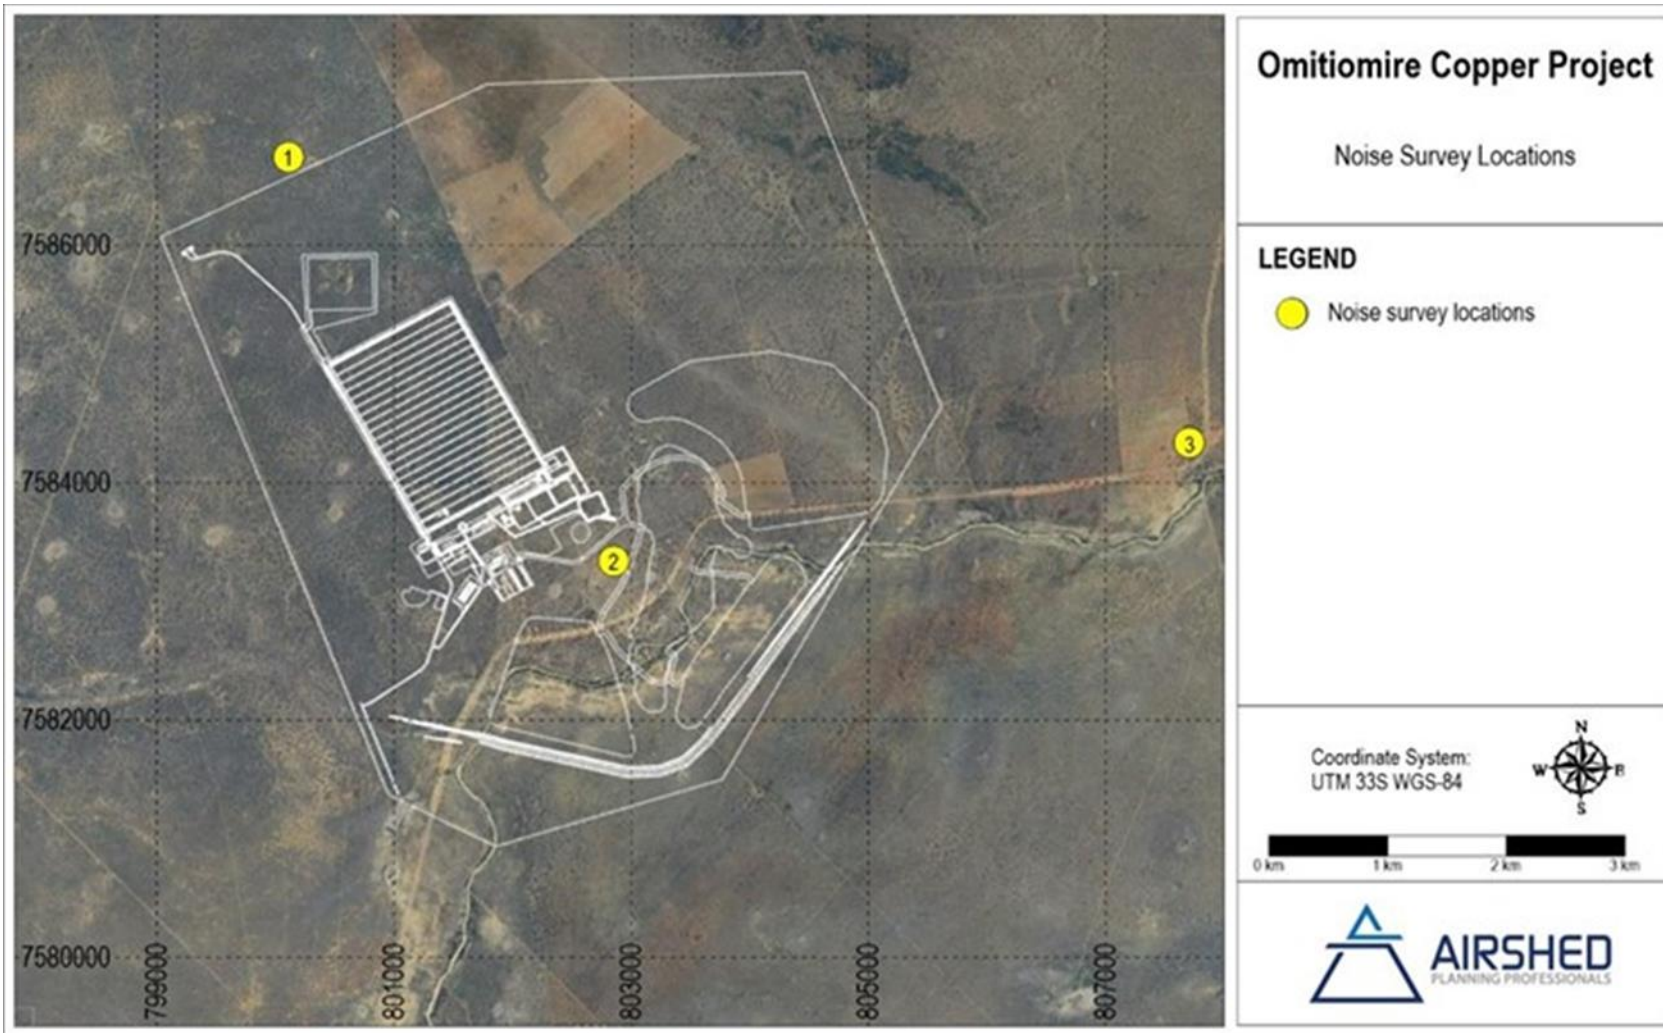 Omitiomire Copper Project
Noise Survey Locations
LEGEND
Noise survey locations
Coordinate System:
UTM 33S WGS-84
N
W E
S
0 km 1 km 2 km 3 km
AIRSHED
PLANNING PROFESSIONALS
1
7586000
3
7584000
2
7582000
7580000
799000
801000
803000
805000
807000